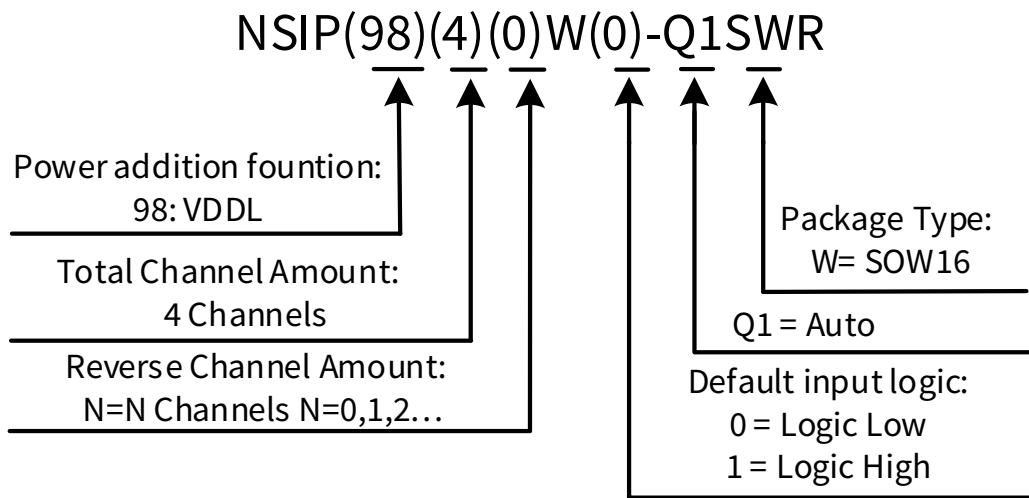 NSIP(98)(4)(0)W(0)-Q1SWR
Power addition fountion:
98: VDDL
Total Channel Amount:
4 Channels
Reverse Channel Amount:
N=N Channels N=0,1,2...
Package Type:
W= SOW16
Q1 = Auto
Default input logic:
0 = Logic Low
1 = Logic High